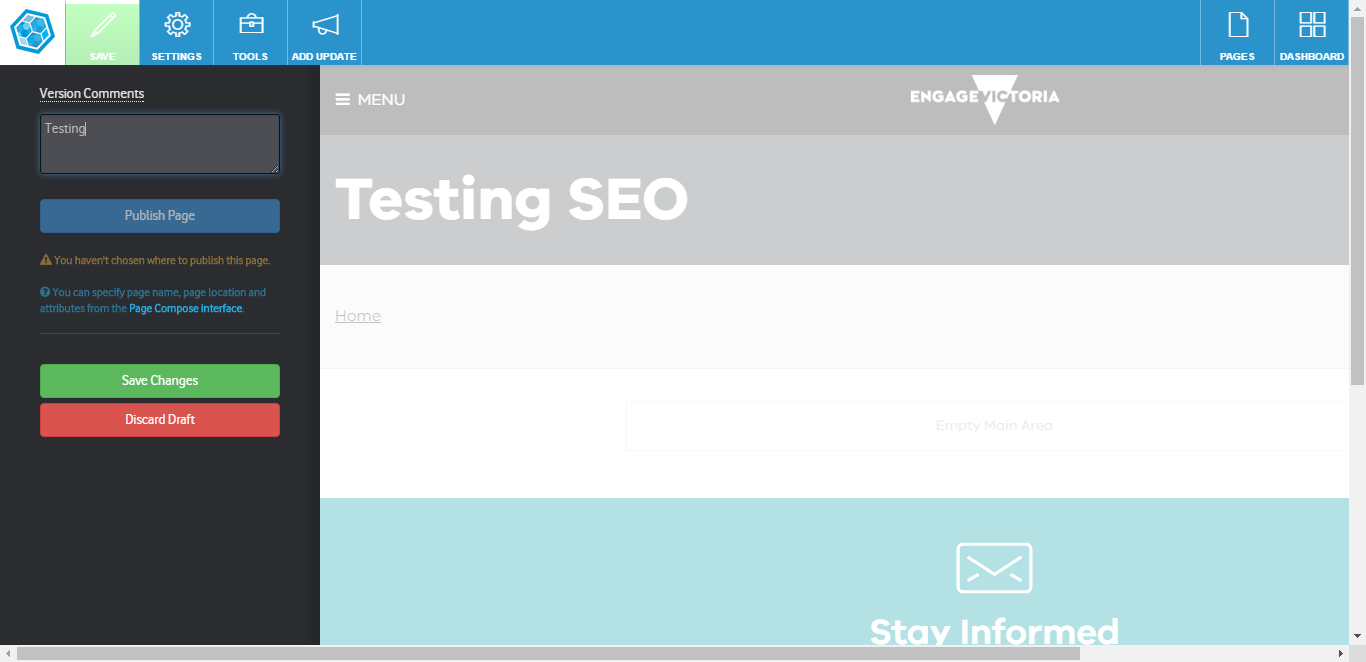 SAVE
SETTINGS
TOOLS
ADD UPDATE
PAGES
DASHBOARD
Version Comments
Testing
Publish Page
You haven't chosen where to publish this page.
You can specify page name, page location and
attributes from the Page Compose interface.
Save Changes
Discard Draft
MENU
ENGAGEVICTORIA
Testing SEO
Home
Empty Main Area
Stay Informed